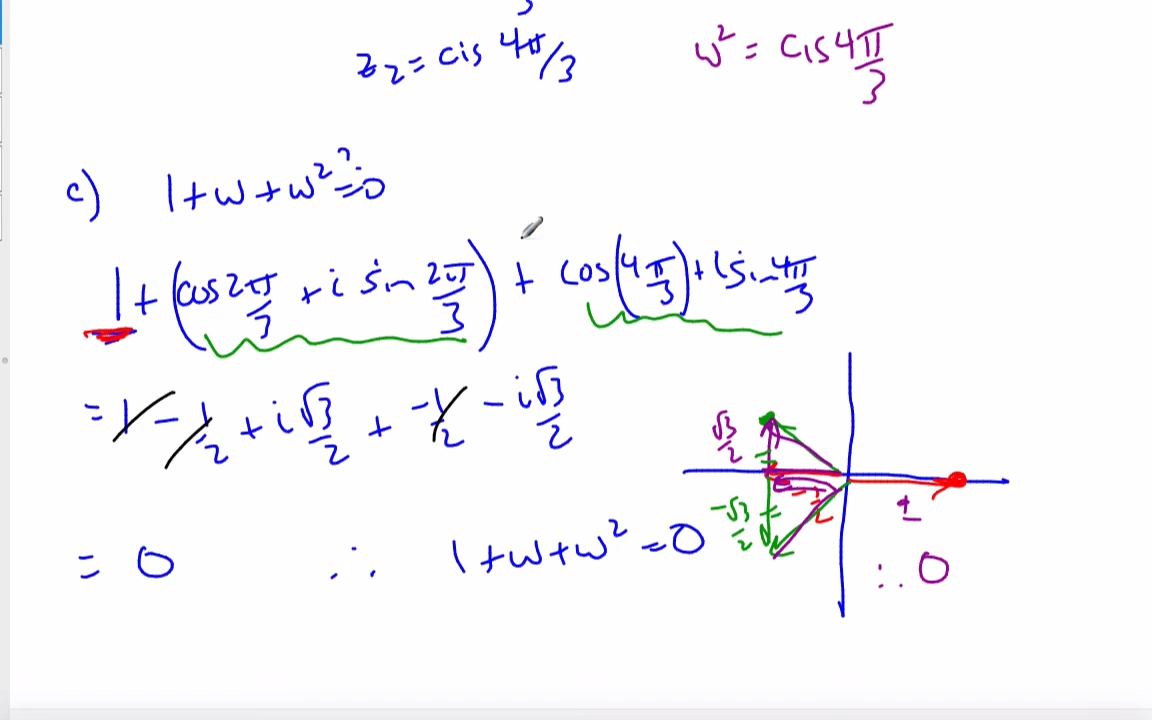 z₂ = cis 4π/3
w² = cis 4π/3
c) 1+w+w² ≟ 0
1 + (cos 2π/3 + i sin 2π/3) + cos(4π/3) + i sin 4π/3
= 1 - 1/2 + i√3/2 + -1/2 - i√3/2
√3/2
-1/2
1
-√3/2
= 0 ∴ 1+w+w² = 0
∴ 0